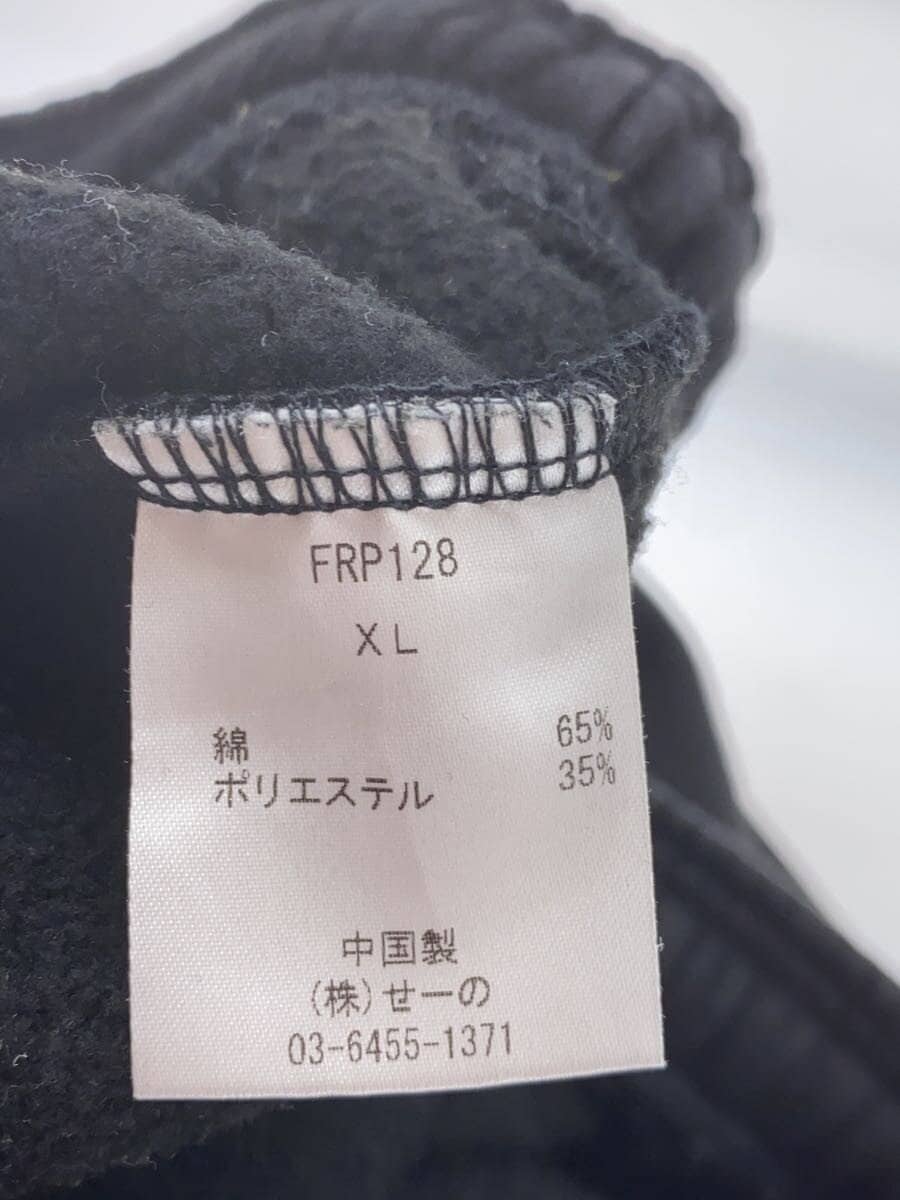 FRP128
XL
綿 65%
ポリエステル 35%
中国製
(株)せーの
03-6455-1371